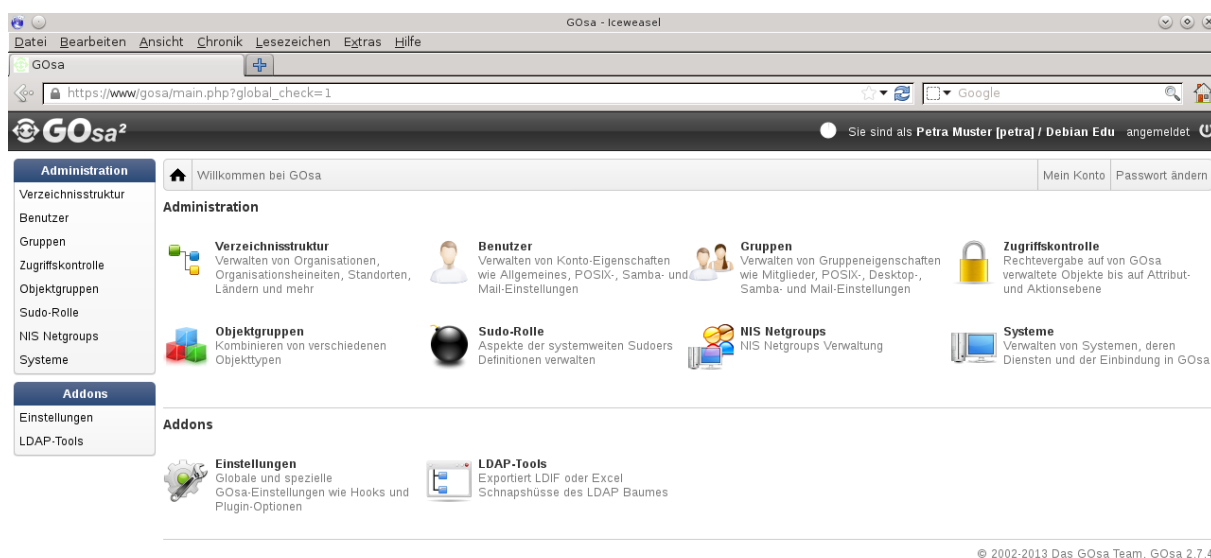 GOsa - Iceweasel
Datei Bearbeiten Ansicht Chronik Lesezeichen Extras Hilfe
GOsa
https://www/gosa/main.php?global_check=1
Google
GOsa²
Sie sind als Petra Muster [petra] / Debian Edu angemeldet
Administration
Verzeichnisstruktur
Benutzer
Gruppen
Zugriffskontrolle
Objektgruppen
Sudo-Rolle
NIS Netgroups
Systeme
Addons
Einstellungen
LDAP-Tools
Willkommen bei GOsa
Mein Konto
Passwort ändern
Administration
Verzeichnisstruktur
Verwalten von Organisationen,
Organisationsheineiten, Standorten,
Ländern und mehr
Benutzer
Verwalten von Konto-Eigenschaften
wie Allgemeines, POSIX-, Samba- und
Mail-Einstellungen
Gruppen
Verwalten von Gruppeneigenschaften
wie Mitglieder, POSIX-, Desktop-,
Samba- und Mail-Einstellungen
Zugriffskontrolle
Rechtevergabe auf von GOsa
verwaltete Objekte bis auf Attribut-
und Aktionsebene
Objektgruppen
Kombinieren von verschiedenen
Objekttypen
Sudo-Rolle
Aspekte der systemweiten Sudoers
Definitionen verwalten
NIS Netgroups
NIS Netgroups Verwaltung
Systeme
Verwalten von Systemen, deren
Diensten und der Einbindung in GOsa
Addons
Einstellungen
Globale und spezielle
GOsa-Einstellungen wie Hooks und
Plugin-Optionen
LDAP-Tools
Exportiert LDIF oder Excel
Schnapshüsse des LDAP Baumes
© 2002-2013 Das GOsa Team, GOsa 2.7.4